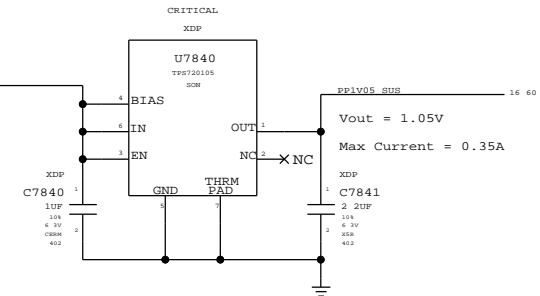 CRITICAL
XDP
U7840
TPS720105
SON
4 BIAS
6 IN
3 EN
OUT 1
NC 2 NC
GND
THRM
PAD
5
7
PP1V05 SUS 16 60
Vout = 1.05V
Max Current = 0.35A
XDP
C7840 1
1UF
10%
6 3V 2
CERM
402
XDP
1 C7841
2 2UF
10%
2 6 3V
X5R
402